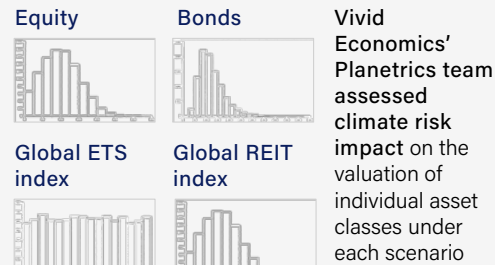 Equity
Bonds
Global ETS
index
Global REIT
index
Vivid
Economics'
Planetrics team
assessed
climate risk
impact on the
valuation of
individual asset
classes under
each scenario